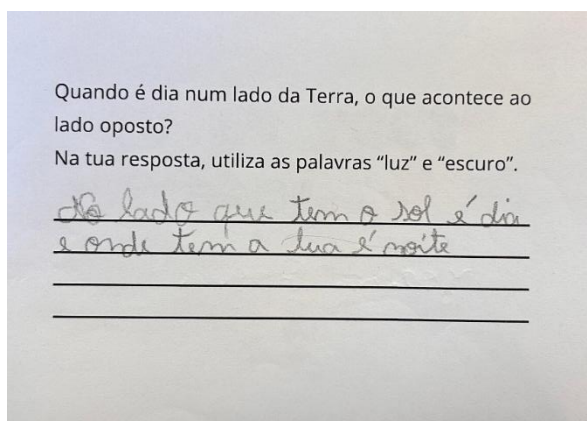 Quando é dia num lado da Terra, o que acontece ao
lado oposto?
Na tua resposta, utiliza as palavras “luz” e “escuro”.
No lado que tem o sol é dia
e onde tem a lua é noite